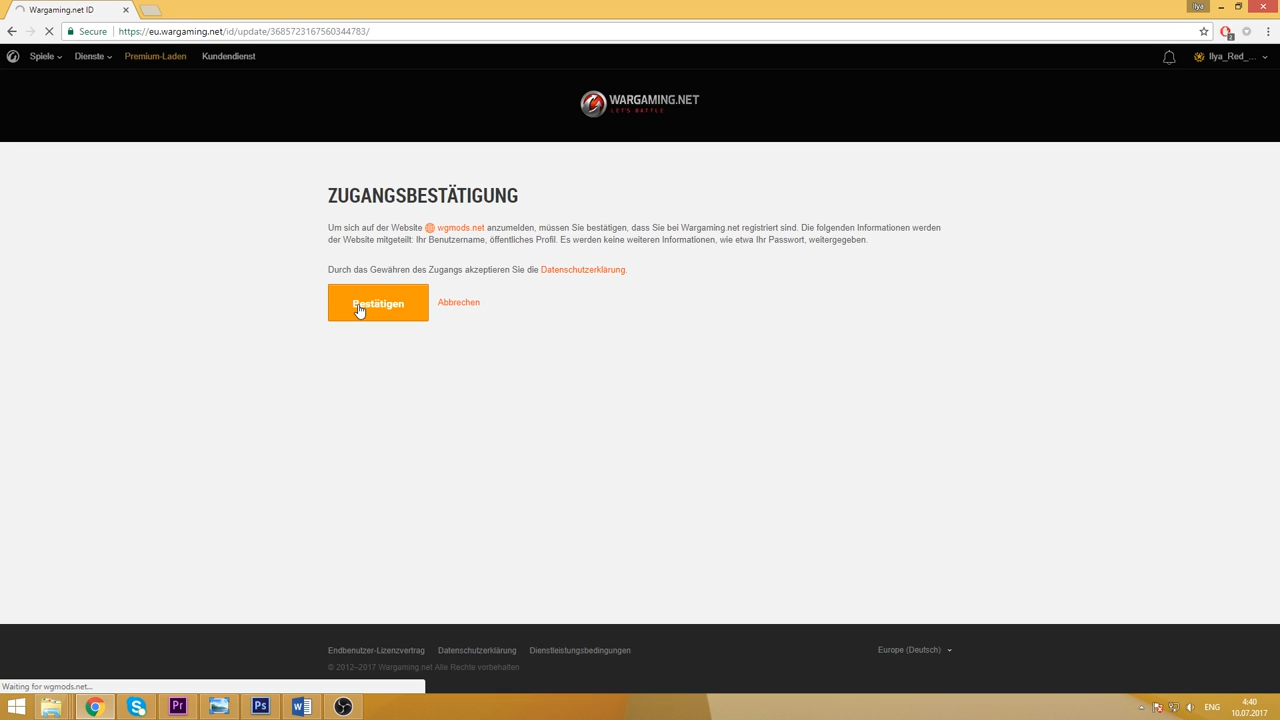 Wargaming.net ID
Ilya
Secure
https://eu.wargaming.net/id/update/3685723167560344783/
2
Spiele
Dienste
Premium-Laden
Kundendienst
Ilya_Red_...
WARGAMING.NET
LET'S BATTLE
ZUGANGSBESTÄTIGUNG
Um sich auf der Website wgmods.net anzumelden, müssen Sie bestätigen, dass Sie bei Wargaming.net registriert sind. Die folgenden Informationen werden
der Website mitgeteilt: Ihr Benutzername, öffentliches Profil. Es werden keine weiteren Informationen, wie etwa Ihr Passwort, weitergegeben.
Durch das Gewähren des Zugangs akzeptieren Sie die Datenschutzerklärung.
Bestätigen
Abbrechen
Endbenutzer-Lizenzvertrag
Datenschutzerklärung
Dienstleistungsbedingungen
Europe (Deutsch)
© 2012–2017 Wargaming.net Alle Rechte vorbehalten
Waiting for wgmods.net...
Pr
Ps
ENG
4:40
10.07.2017